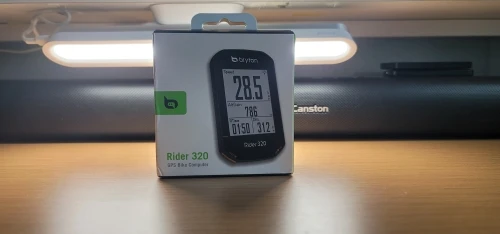 bryton
28.5
786
0150 312
Rider 320
Canston
Rider 320
GPS Bike Computer